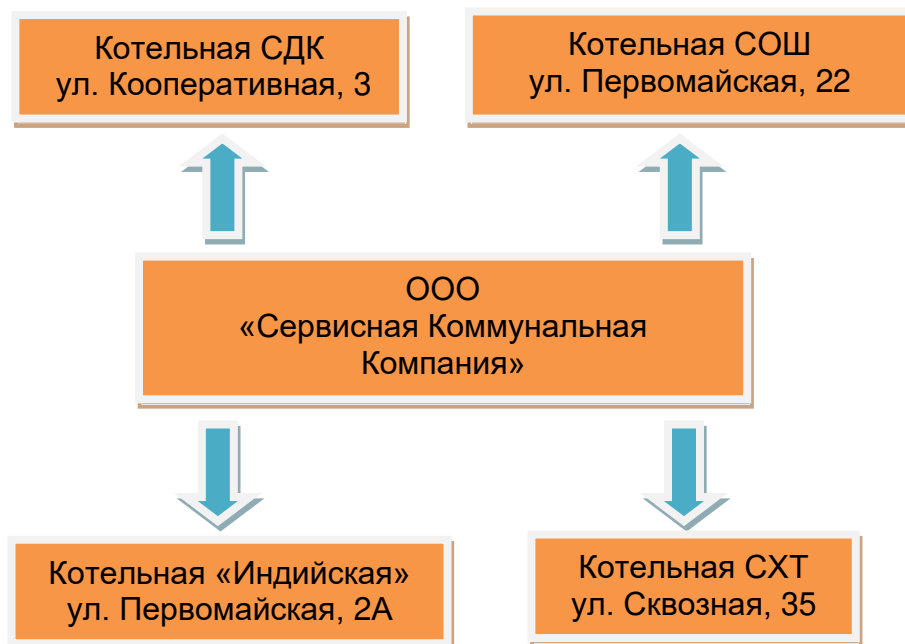 Котельная СДК
ул. Кооперативная, 3
Котельная СОШ
ул. Первомайская, 22
ООО
«Сервисная Коммунальная
Компания»
Котельная «Индийская»
ул. Первомайская, 2А
Котельная СХТ
ул. Сквозная, 35